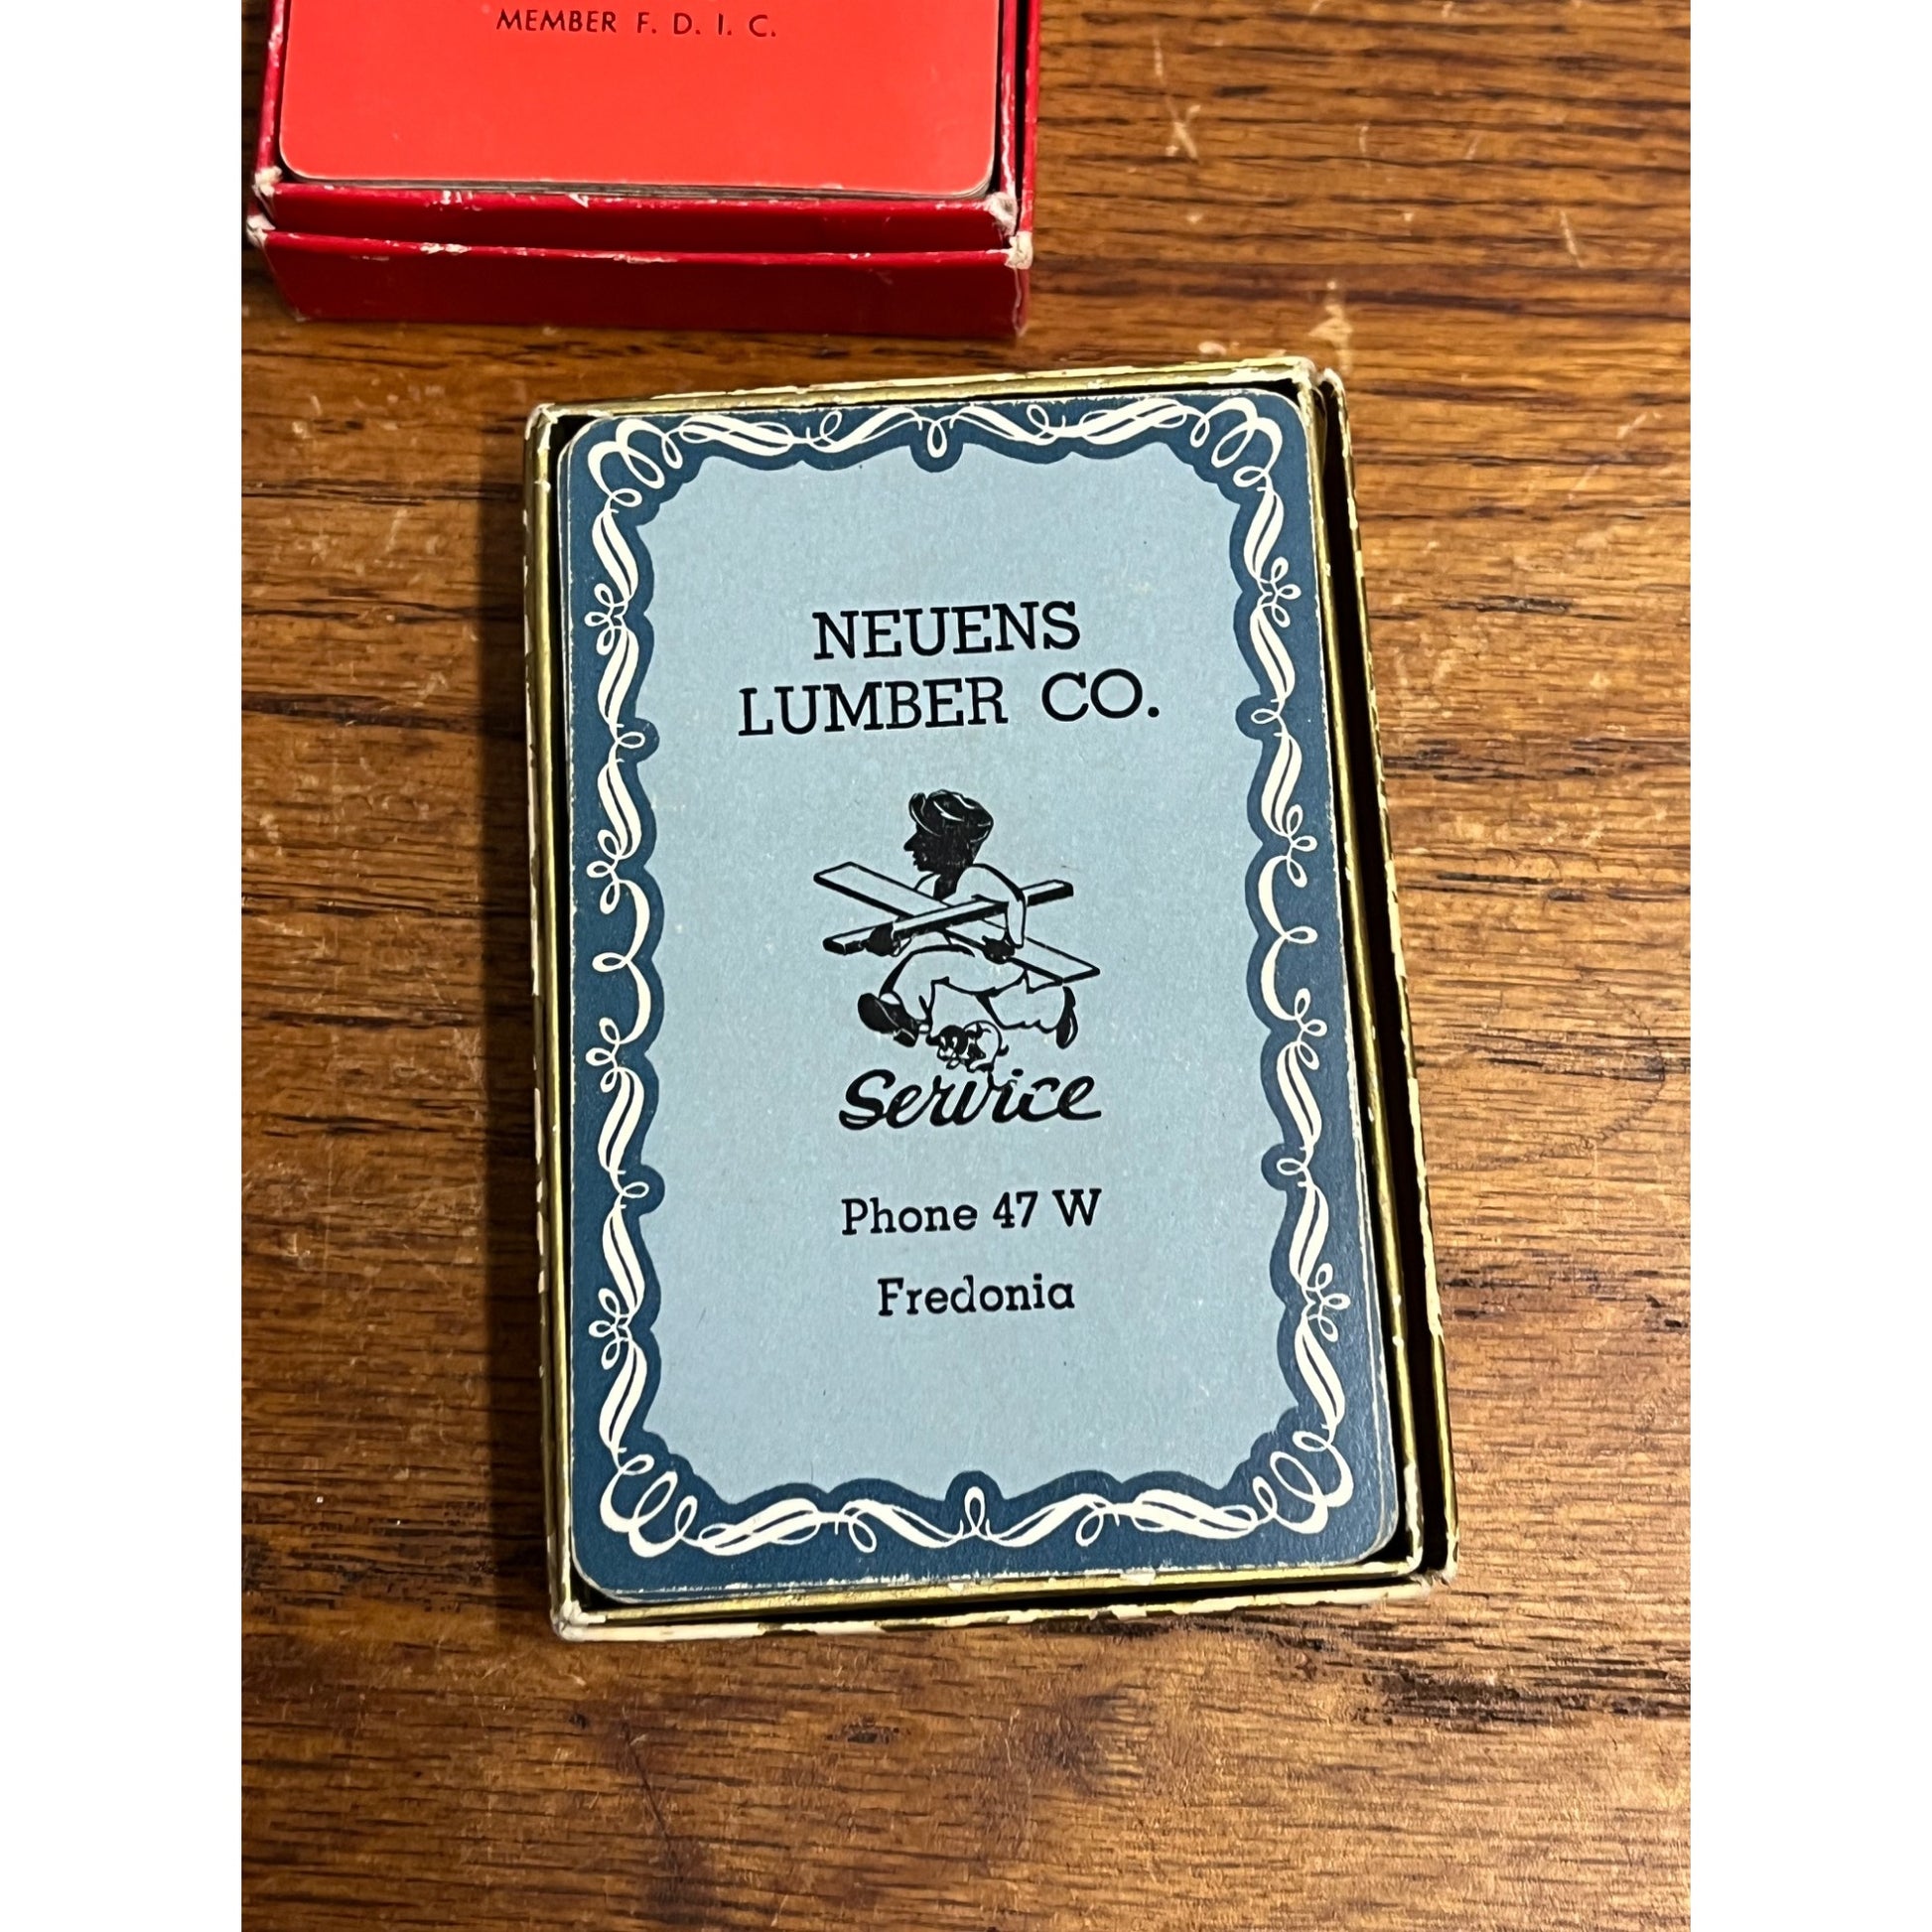 MEMBER F. D. I. C.
NEUENS
LUMBER CO.
Service
Phone 47 W
Fredonia